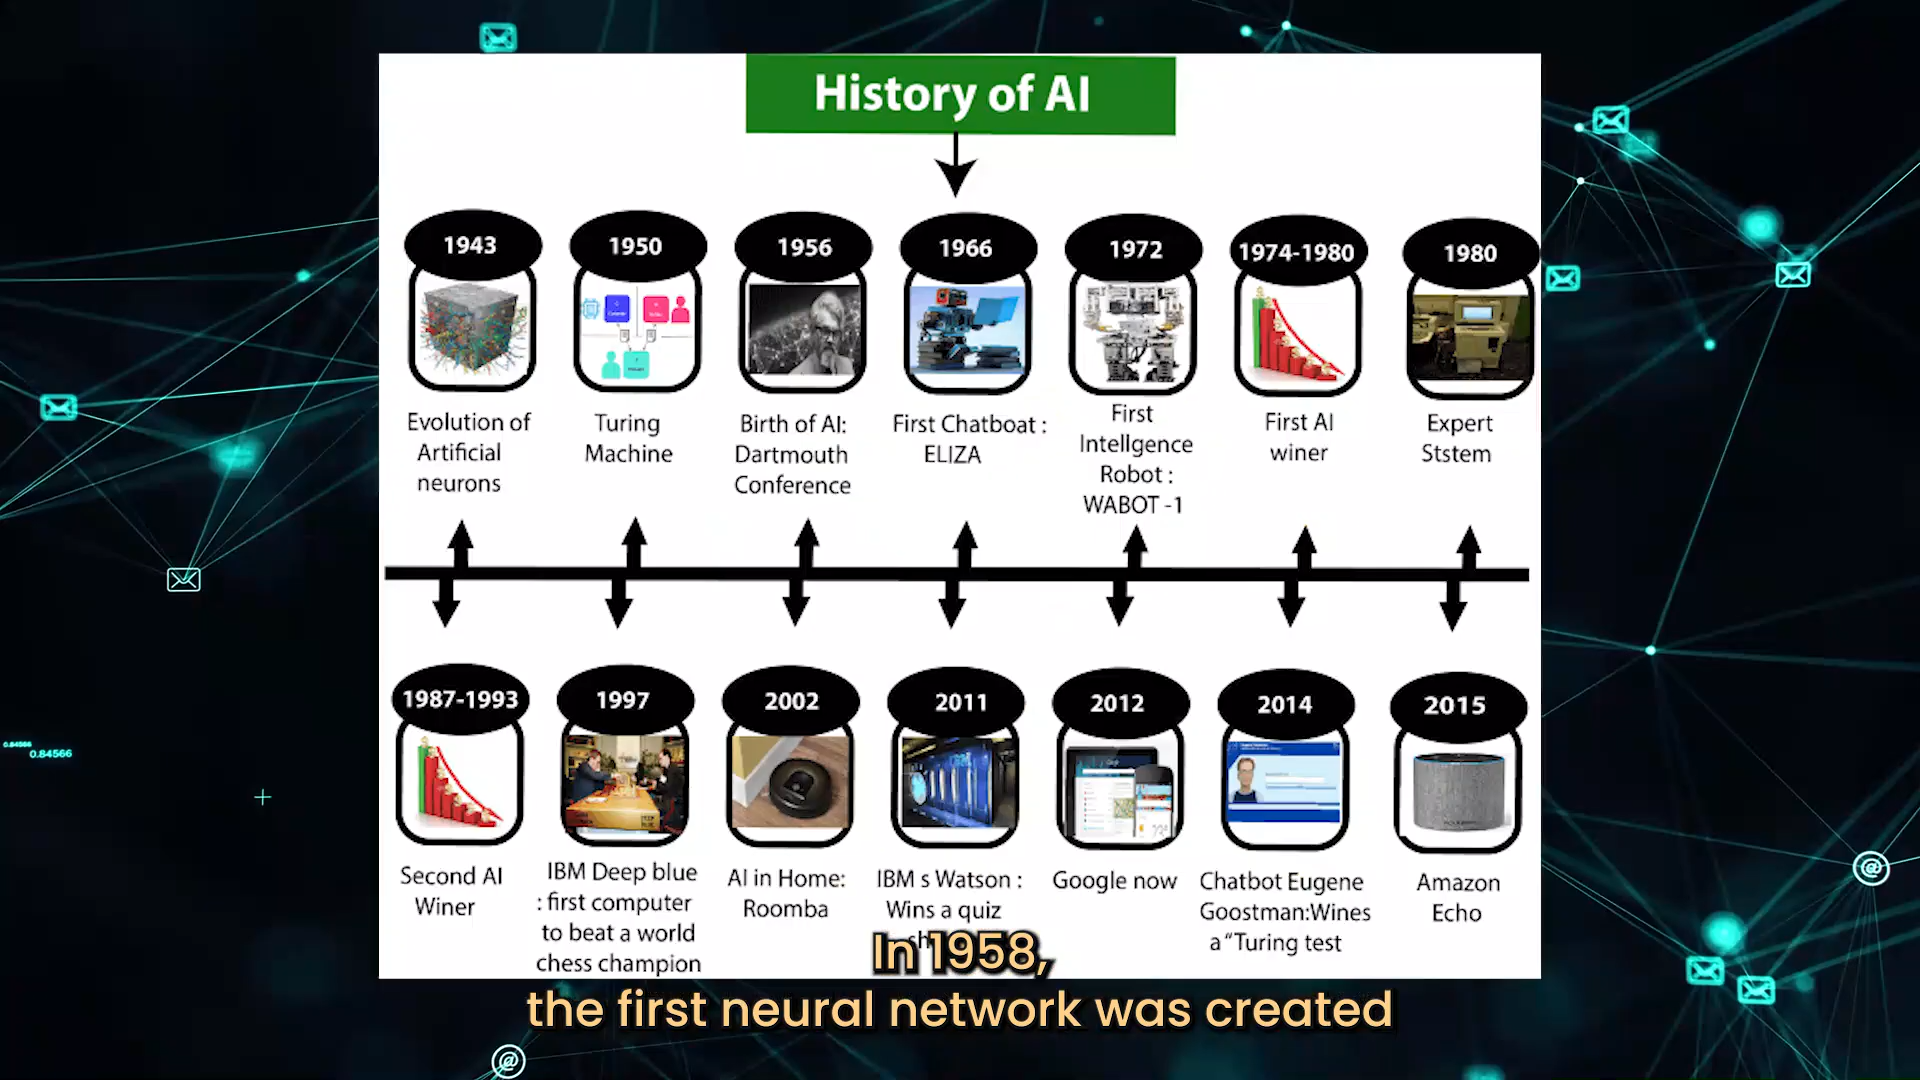 History of AI
1943
1950
1956
1966
1972
1974-1980
1980
Evolution of
Artificial
neurons
Turing
Machine
Birth of AI:
Dartmouth
Conference
First Chatboat :
ELIZA
First
Intellgence
Robot :
WABOT -1
First AI
winer
Expert
Ststem
1987-1993
1997
2002
2011
2012
2014
2015
Second AI
Winer
IBM Deep blue
: first computer
to beat a world
chess champion
AI in Home:
Roomba
IBM s Watson :
Wins a quiz
Google now
Chatbot Eugene
Goostman:Wines
a “Turing test
Amazon
Echo
0.84566
In 1958,
the first neural network was created